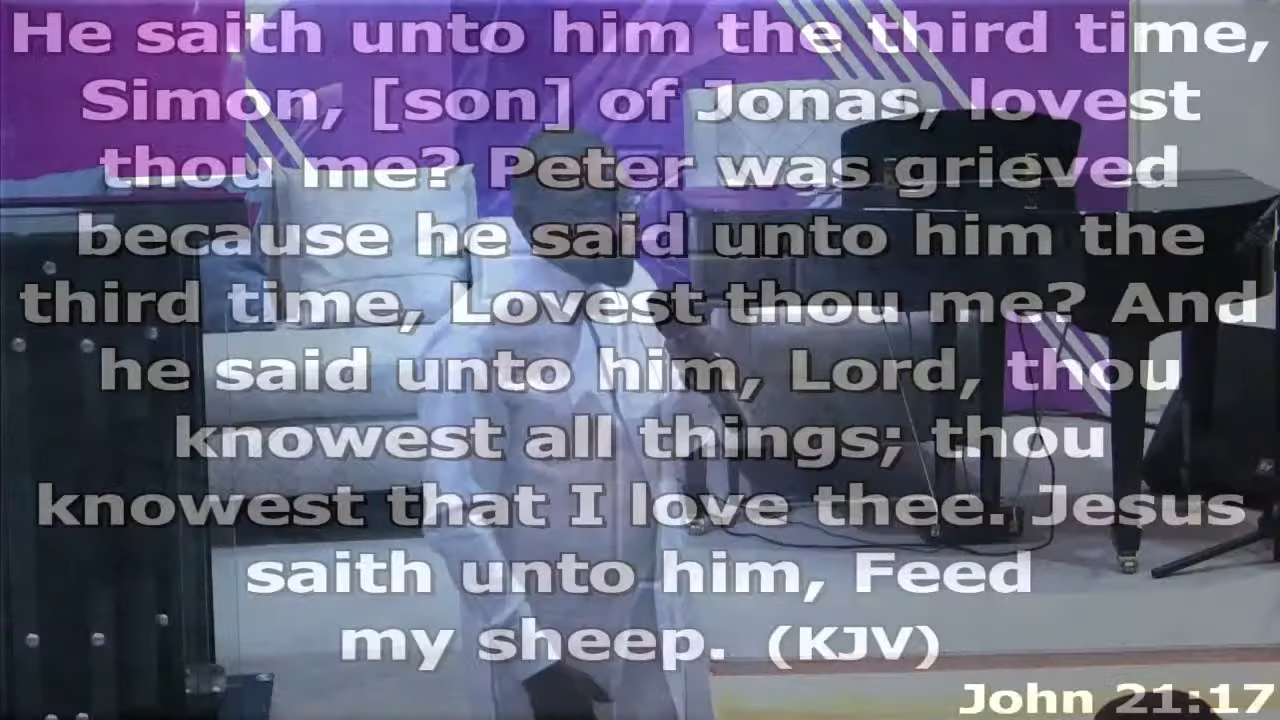 He saith unto him the third time,
Simon, [son] of Jonas, lovest
thou me? Peter was grieved
because he said unto him the
third time, Lovest thou me? And
he said unto him, Lord, thou
knowest all things; thou
knowest that I love thee. Jesus
saith unto him, Feed
my sheep. (KJV)
John 21:17